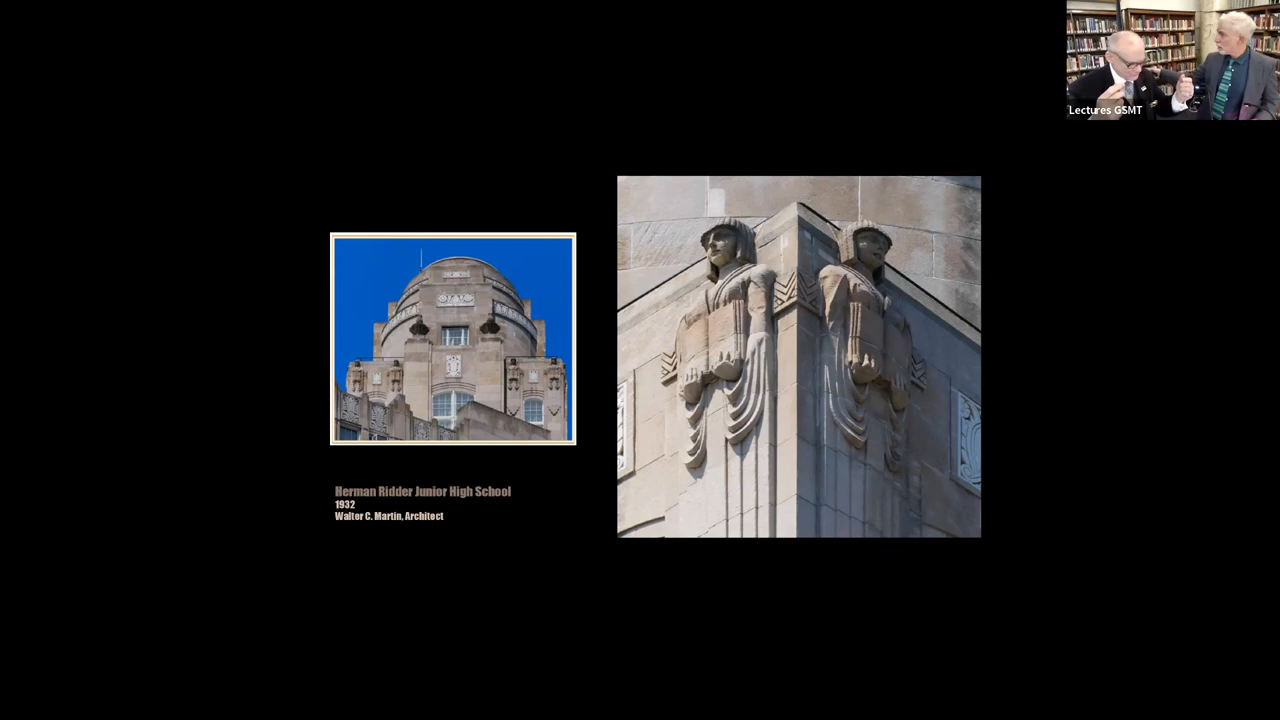 Lectures GSMT
Herman Ridder Junior High School
1932
Walter C. Martin, Architect